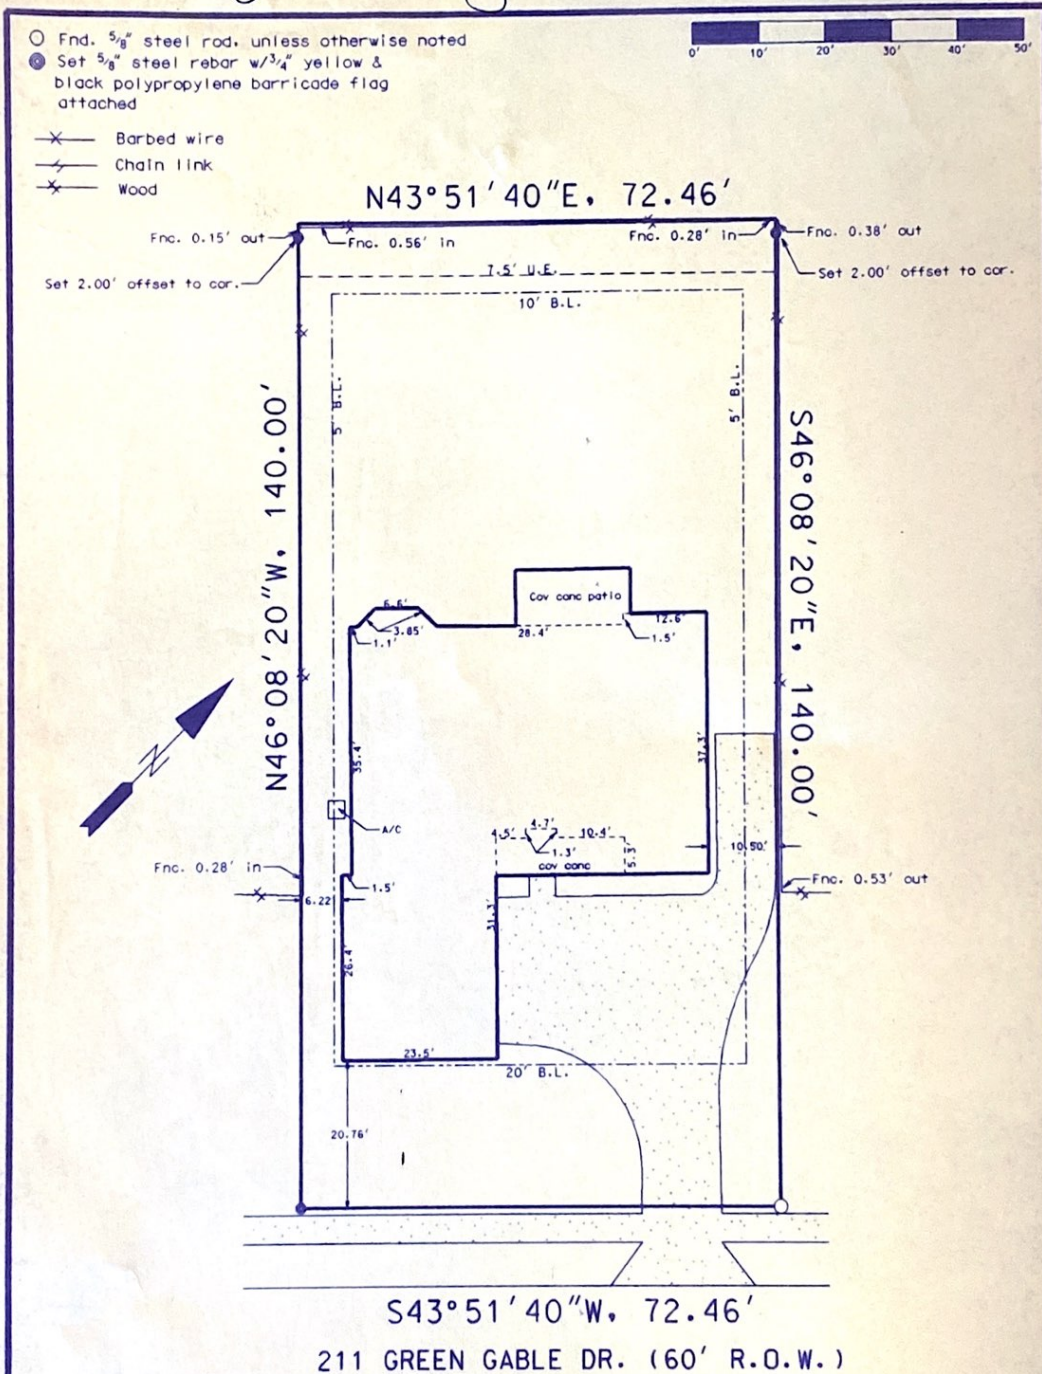 Fnd. 5/8" steel rod, unless otherwise noted
Set 5/8" steel rebar w/3/4" yellow &
black polypropylene barricade flag
attached
0' 10' 20' 30' 40' 50'
Barbed wire
Chain link
Wood
N43°51'40"E, 72.46'
Fnc. 0.15' out
Fnc. 0.56' in
Fnc. 0.28' in
Fnc. 0.38' out
7.5' U.E.
Set 2.00' offset to cor.
Set 2.00' offset to cor.
10' B.L.
5' B.L.
5' B.L.
N46°08'20"W, 140.00'
S46°08'20"E, 140.00'
Cov conc patio
6.6'
3.85'
1.1'
28.4'
12.6'
1.5'
N
35.4'
37.3'
A/C
4.5' 4.7' 10.4'
1.3'
5.3'
10.50'
cov conc
Fnc. 0.28' in
1.5'
Fnc. 0.53' out
6.22'
31.3'
26.4'
23.5'
20' B.L.
20.76'
S43°51'40"W, 72.46'
211 GREEN GABLE DR. (60' R.O.W.)